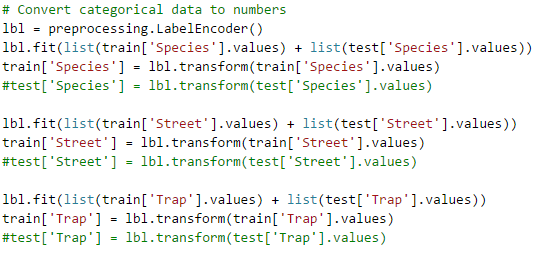 # Convert categorical data to numbers
lbl = preprocessing.LabelEncoder()
lbl.fit(list(train['Species'].values) + list(test['Species'].values))
train['Species'] = lbl.transform(train['Species'].values)
#test['Species'] = lbl.transform(test['Species'].values)
lbl.fit(list(train['Street'].values) + list(test['Street'].values))
train['Street'] = lbl.transform(train['Street'].values)
#test['Street'] = lbl.transform(test['Street'].values)
lbl.fit(list(train['Trap'].values) + list(test['Trap'].values))
train['Trap'] = lbl.transform(train['Trap'].values)
#test['Trap'] = lbl.transform(test['Trap'].values)